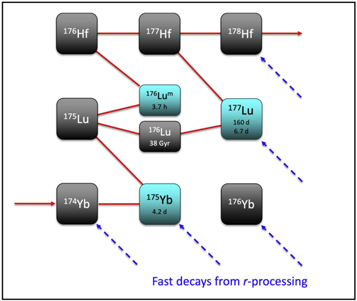 ¹⁷⁶Hf ¹⁷⁷Hf ¹⁷⁸Hf
¹⁷⁶Luᵐ
3.7 h
¹⁷⁵Lu
¹⁷⁶Lu
38 Gyr
¹⁷⁷Lu
160 d
6.7 d
¹⁷⁴Yb
¹⁷⁵Yb
4.2 d
¹⁷⁶Yb
Fast decays from r-processing